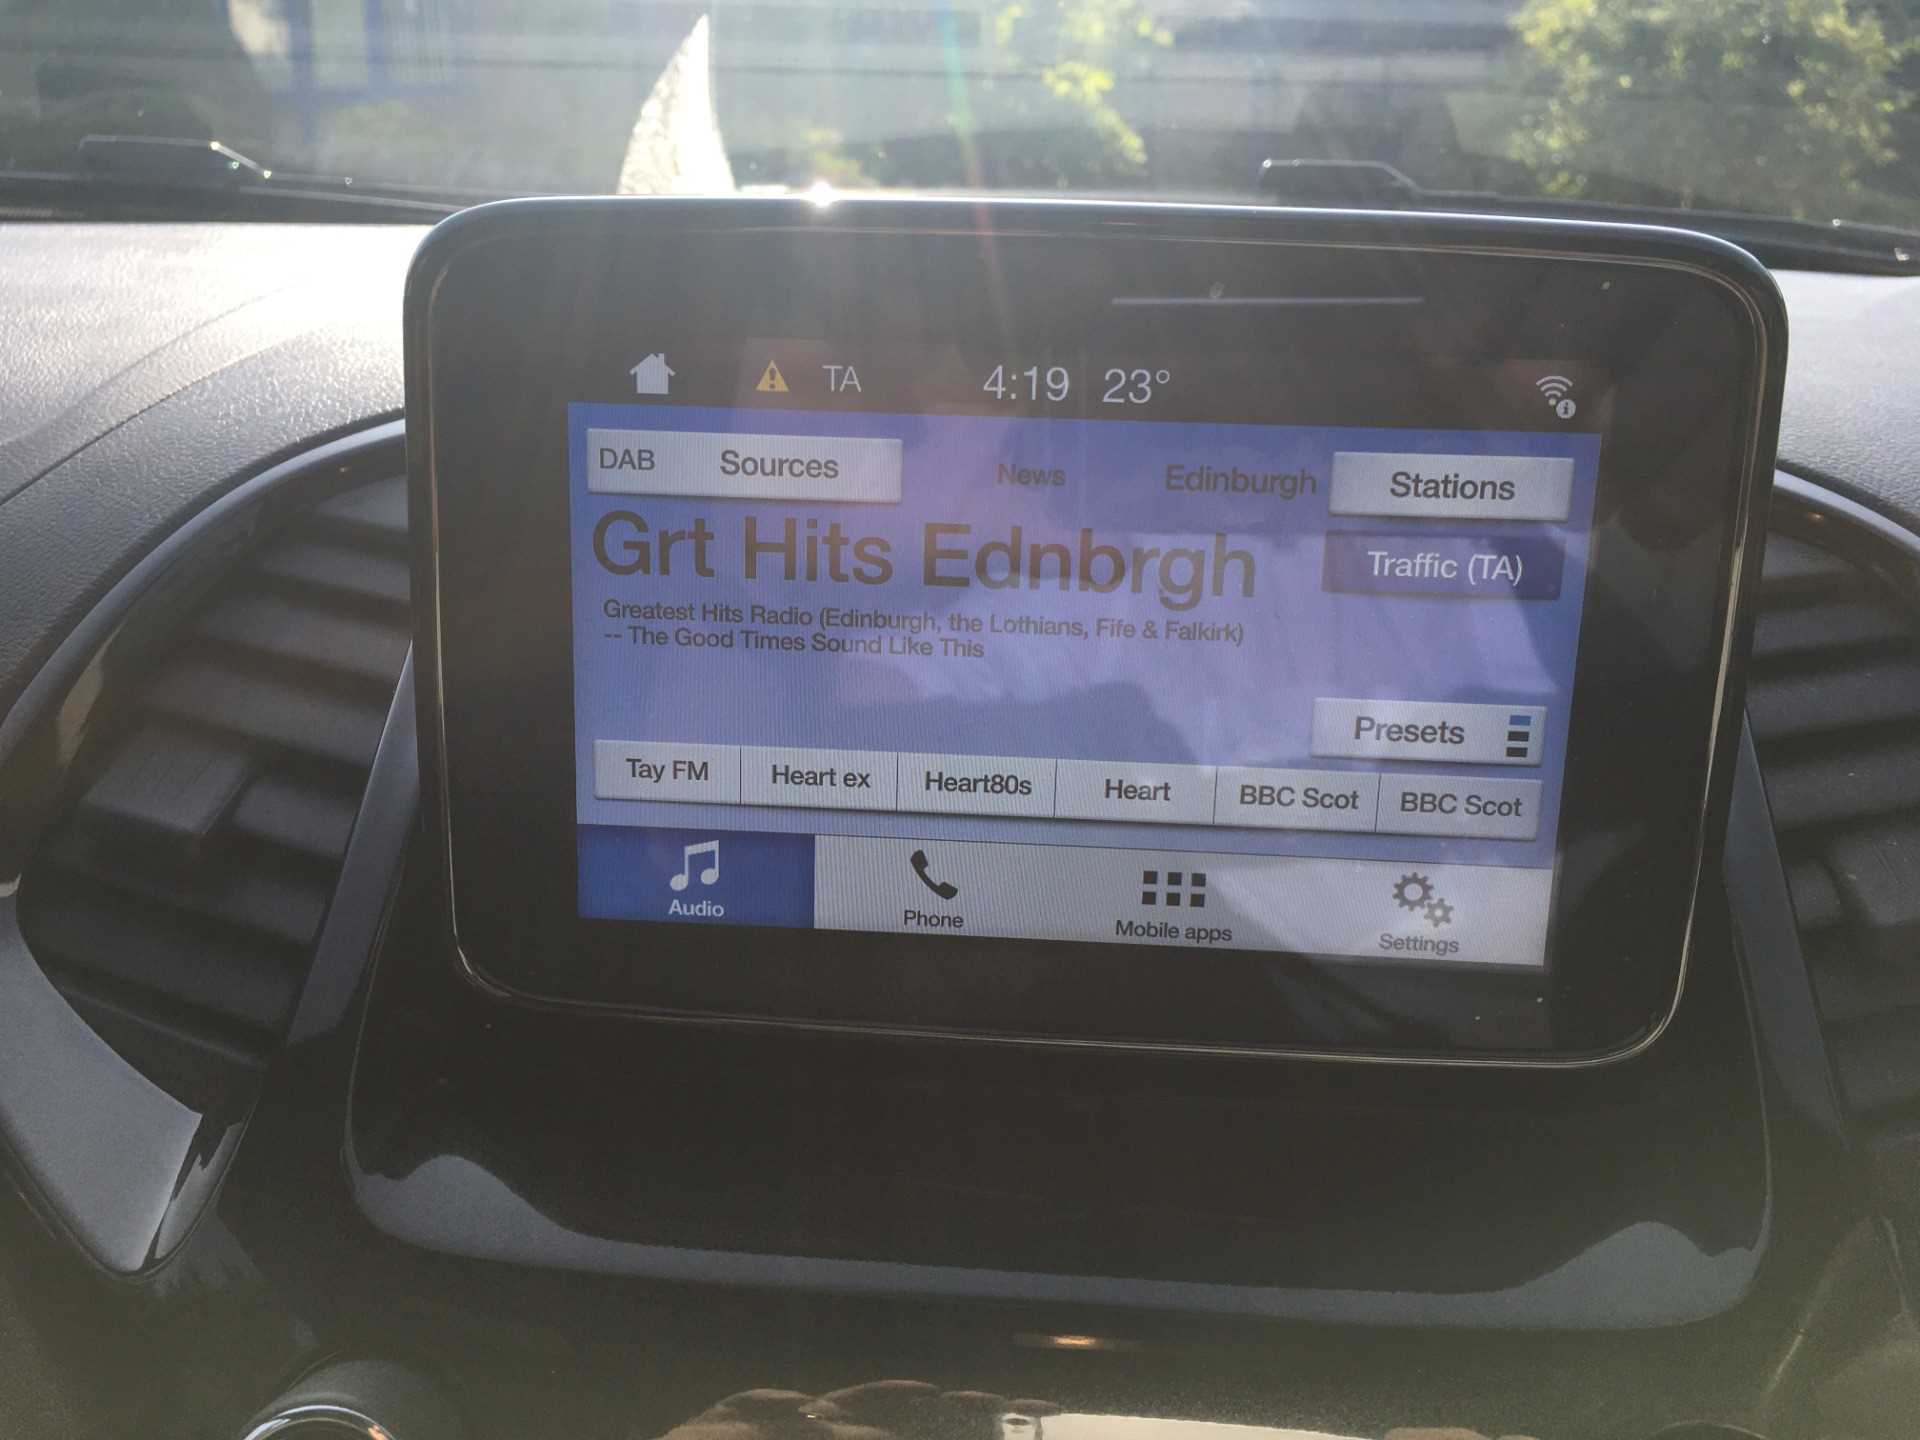 TA 4:19 23°
DAB Sources News Edinburgh Stations
Grt Hits Ednbrgh
Traffic (TA)
Greatest Hits Radio (Edinburgh, the Lothians, Fife & Falkirk)
-- The Good Times Sound Like This
Presets
Tay FM Heart ex Heart80s Heart BBC Scot BBC Scot
Audio Phone Mobile apps Settings